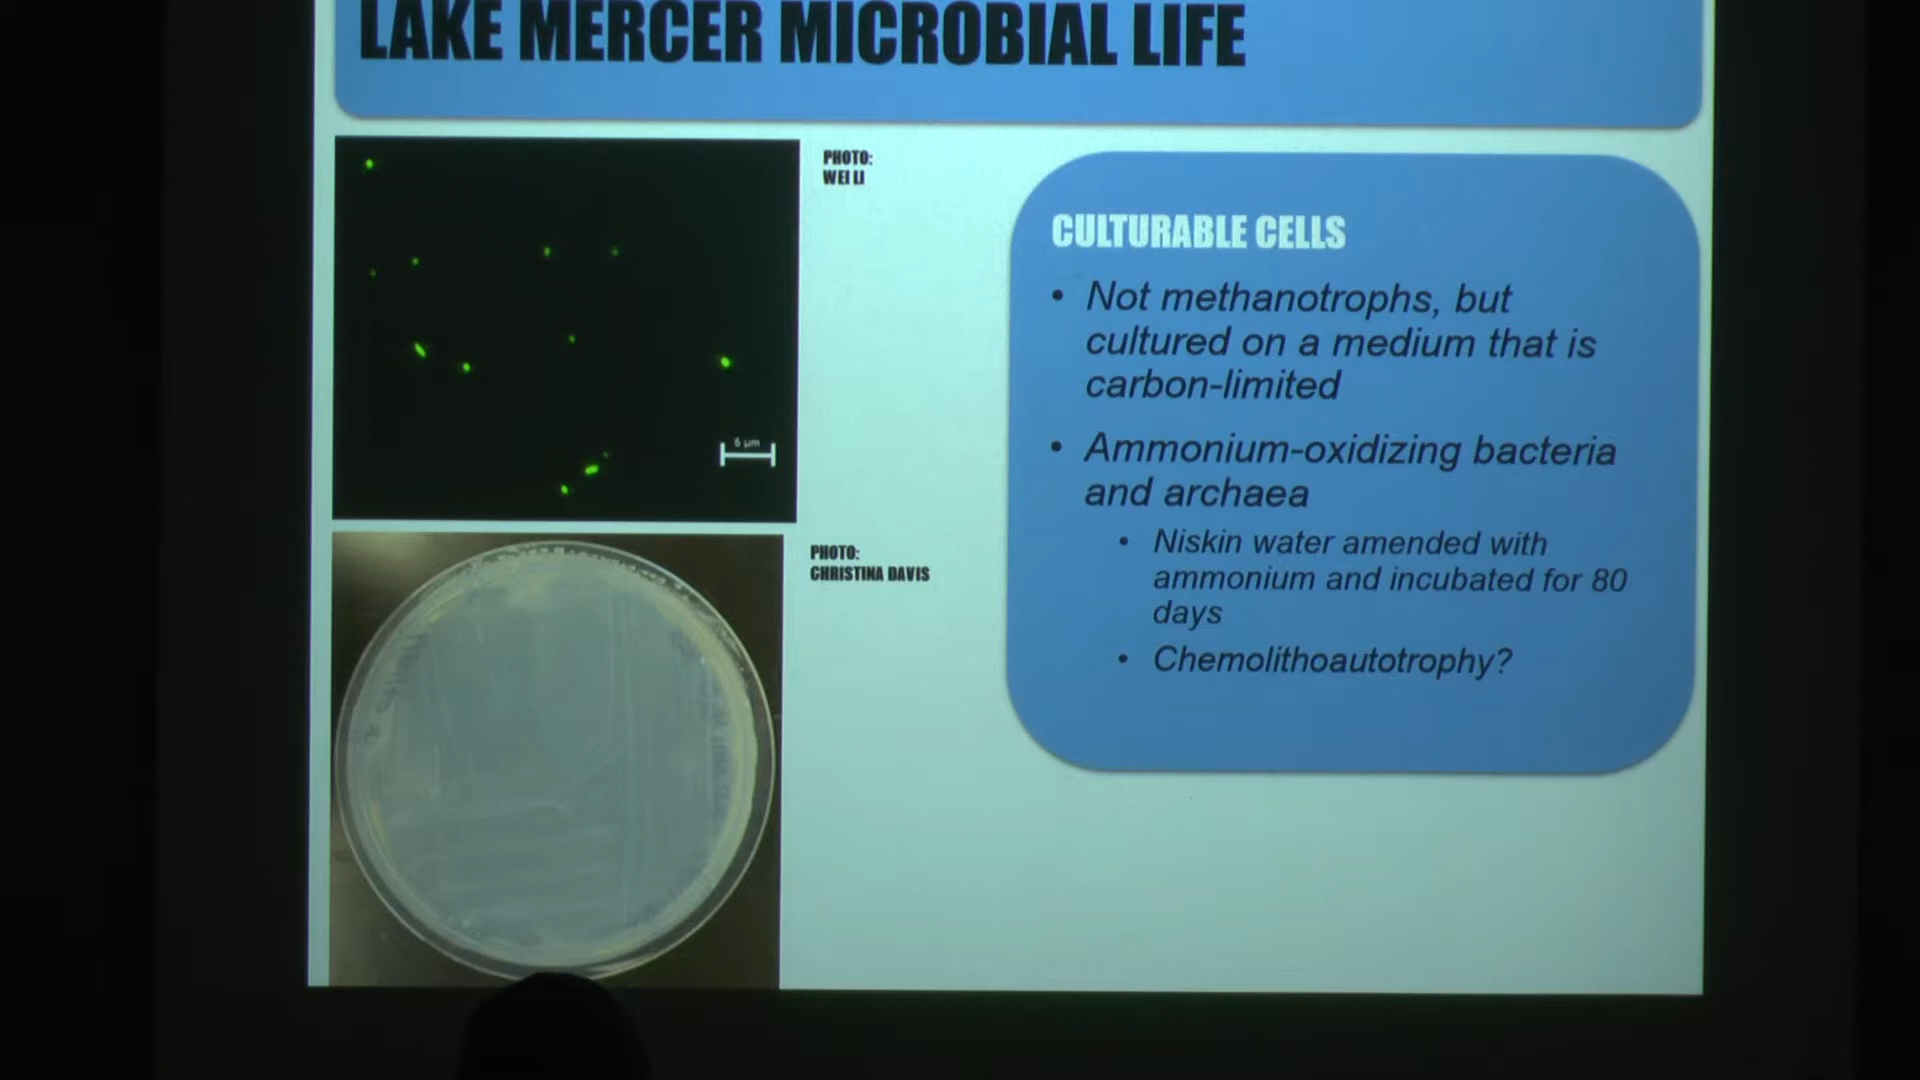 LAKE MERCER MICROBIAL LIFE
PHOTO:
WEI LI
5 µm
PHOTO:
CHRISTINA DAVIS
CULTURABLE CELLS
• Not methanotrophs, but
cultured on a medium that is
carbon-limited
• Ammonium-oxidizing bacteria
and archaea
• Niskin water amended with
ammonium and incubated for 80
days
• Chemolithoautotrophy?